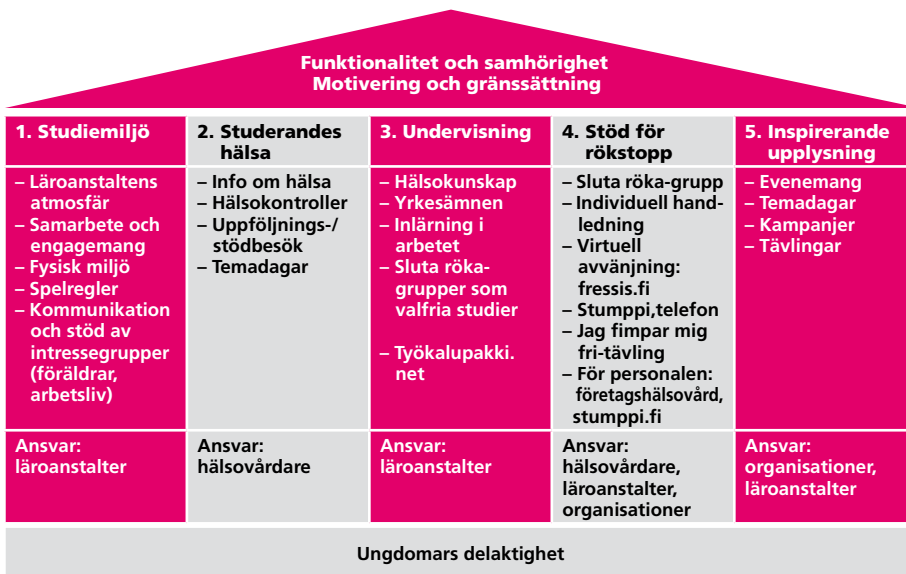 Funktionalitet och samhörighet
Motivering och gränssättning
1. Studiemiljö
– Läroanstaltens
atmosfär
– Samarbete och
engagemang
– Fysisk miljö
– Spelregler
– Kommunikation
och stöd av
intressegrupper
(föräldrar,
arbetsliv)
Ansvar:
läroanstalter
2. Studerandes
hälsa
– Info om hälsa
– Hälsokontroller
– Uppföljnings-/
stödbesök
– Temadagar
Ansvar:
hälsovårdare
3. Undervisning
– Hälsokunskap
– Yrkesämnen
– Inlärning i
arbetet
– Sluta röka-
grupper som
valfria studier
– Työkalupakki.
net
Ansvar:
läroanstalter
4. Stöd för
rökstopp
– Sluta röka-grupp
– Individuell hand-
ledning
– Virtuell
avvänjning:
fressis.fi
– Stumppi,telefon
– Jag fimpar mig
fri-tävling
– För personalen:
företagshälsovård,
stumppi.fi
Ansvar:
hälsovårdare,
läroanstalter,
organisationer
5. Inspirerande
upplysning
– Evenemang
– Temadagar
– Kampanjer
– Tävlingar
Ansvar:
organisationer,
läroanstalter
Ungdomars delaktighet